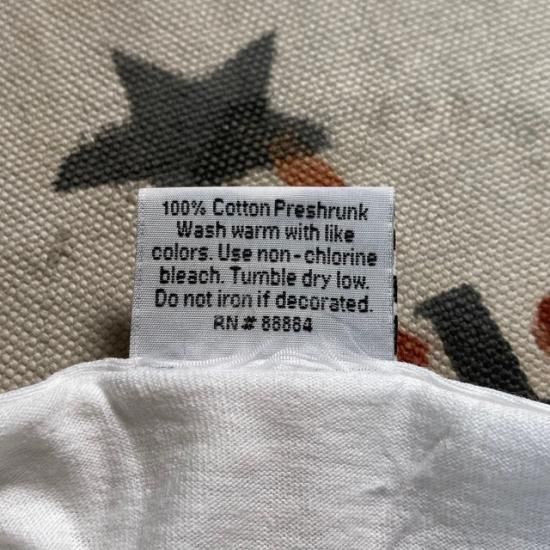 100% Cotton Preshrunk
Wash warm with like
colors. Use non-chlorine
bleach. Tumble dry low.
Do not iron if decorated.
RN# 88884